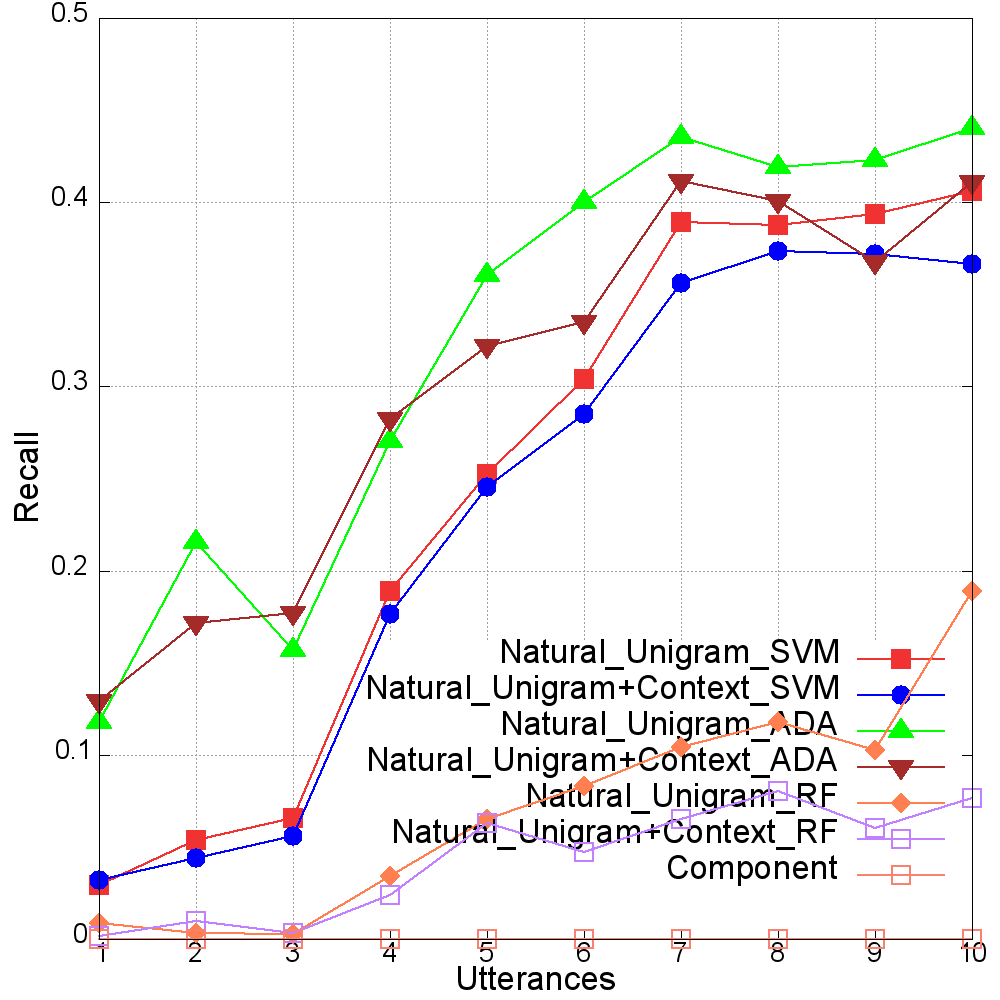 0.5
0.4
0.3
0.2
0.1
0
Recall
Natural_Unigram_SVM
Natural_Unigram+Context_SVM
Natural_Unigram_ADA
Natural_Unigram+Context_ADA
Natural_Unigram_RF
Natural_Unigram+Context_RF
Component
1 2 3 4 5 6 7 8 9 10
Utterances